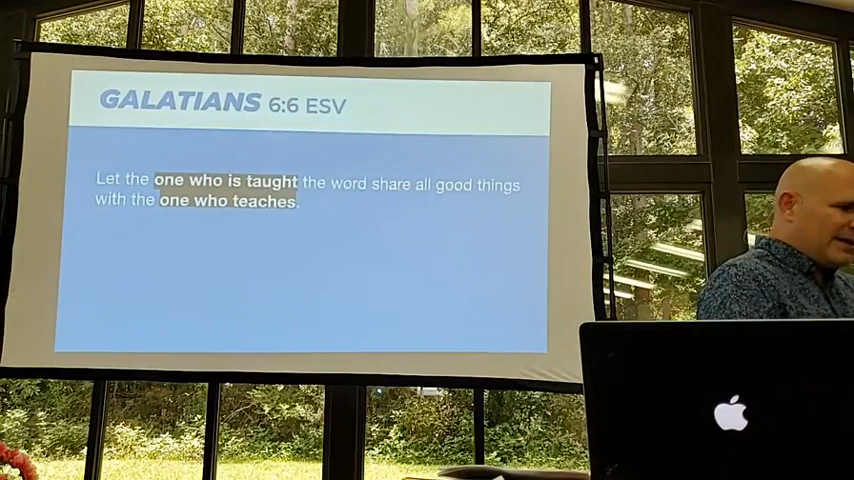 GALATIANS 6:6 ESV
Let the one who is taught the word share all good things
with the one who teaches.